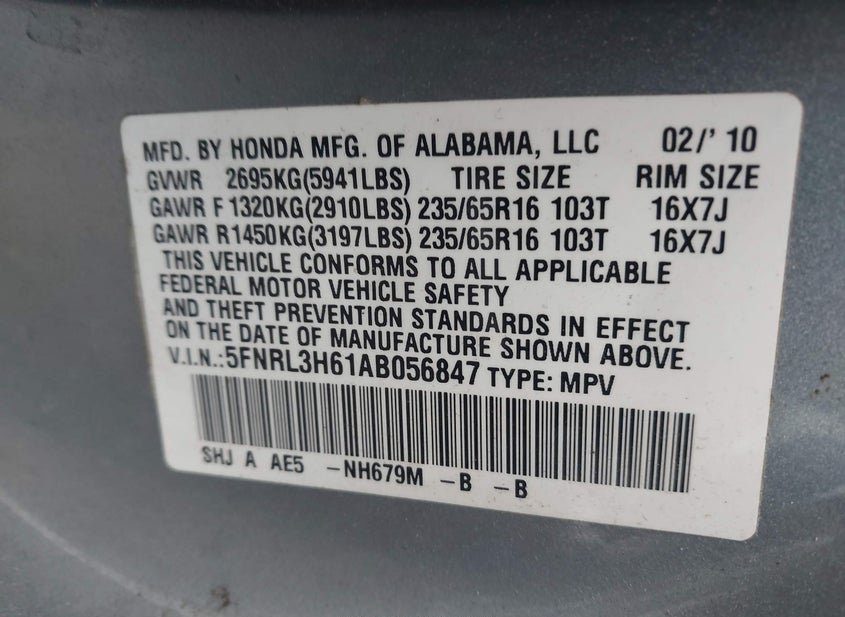 MFD. BY HONDA MFG. OF ALABAMA, LLC 02/' 10
GVWR 2695KG(5941LBS) TIRE SIZE RIM SIZE
GAWR F 1320KG(2910LBS) 235/65R16 103T 16X7J
GAWR R1450KG(3197LBS) 235/65R16 103T 16X7J
THIS VEHICLE CONFORMS TO ALL APPLICABLE
FEDERAL MOTOR VEHICLE SAFETY
AND THEFT PREVENTION STANDARDS IN EFFECT
ON THE DATE OF MANUFACTURE SHOWN ABOVE.
V.I.N.: 5FNRL3H61AB056847 TYPE: MPV
SHJ A AE5 -NH679M -B -B